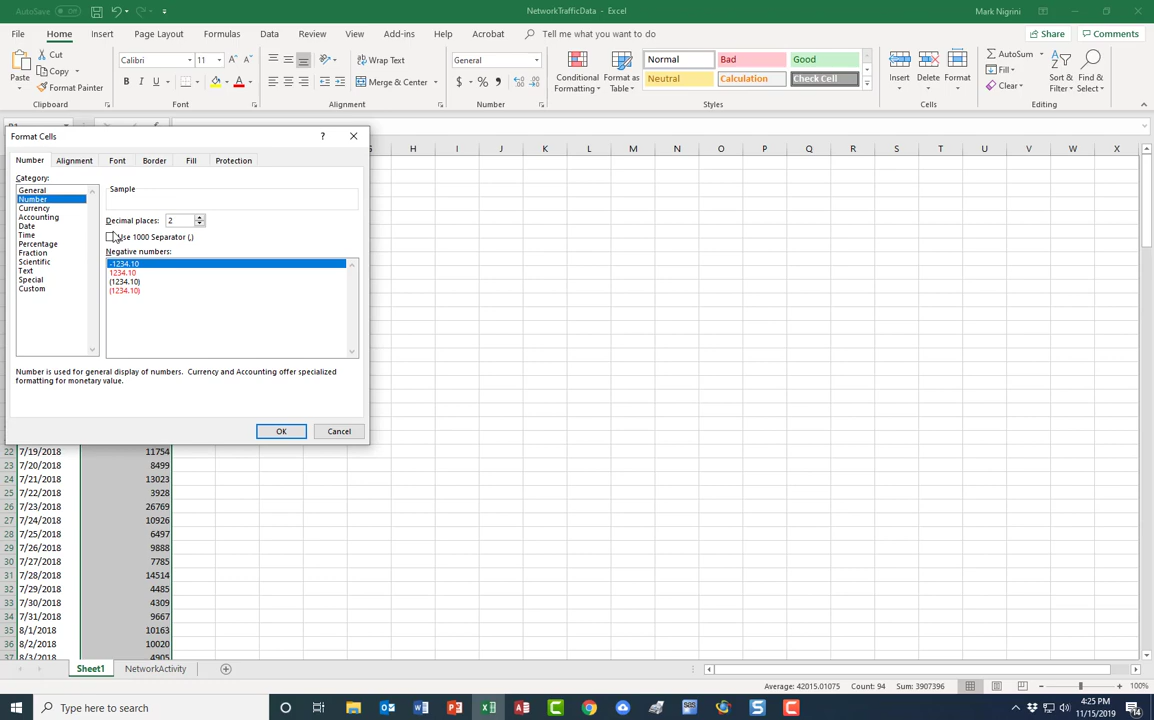 AutoSave Off NetworkTrafficData - Excel Mark Nigrini
File Home Insert Page Layout Formulas Data Review View Add-ins Help Acrobat Tell me what you want to do Share Comments
Paste Cut Copy Format Painter
Calibri 11 Wrap Text General
B I U Merge & Center $ % ,
Conditional Formatting Format as Table
Normal Bad Good
Neutral Calculation Check Cell
Insert Delete Format
AutoSum Fill Clear
Sort & Filter Find & Select
Clipboard Font Alignment Number Styles Cells Editing
Format Cells ?
Number Alignment Font Border Fill Protection
H I J K L M N O P Q R S T U V W X
Category:
General
Number
Currency
Accounting
Date
Time
Percentage
Fraction
Scientific
Text
Special
Custom
Sample
Decimal places: 2
Use 1000 Separator (,)
Negative numbers:
-1234.10
1234.10
(1234.10)
(1234.10)
Number is used for general display of numbers. Currency and Accounting offer specialized
formatting for monetary value.
OK Cancel
22 7/19/2018 11754
23 7/20/2018 8499
24 7/21/2018 13023
25 7/22/2018 3928
26 7/23/2018 26769
27 7/24/2018 10926
28 7/25/2018 6497
29 7/26/2018 9888
30 7/27/2018 7785
31 7/28/2018 14514
32 7/29/2018 4485
33 7/30/2018 4309
34 7/31/2018 9667
35 8/1/2018 10163
36 8/2/2018 10020
37 8/3/2018 4905
Sheet1 NetworkActivity
Average: 42015.01075 Count: 94 Sum: 3907396 100%
Type here to search
4:25 PM
11/15/2019
14